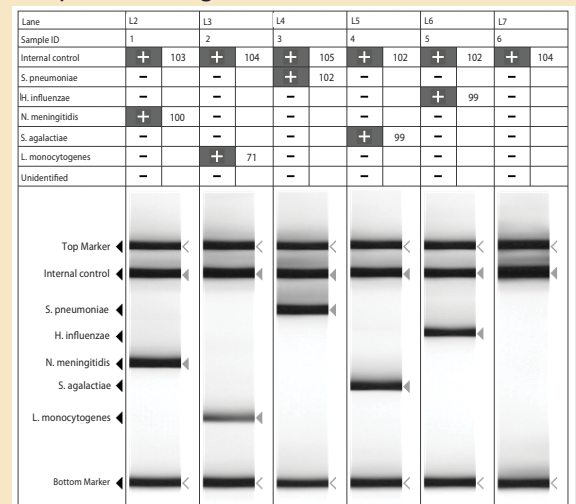 Lane L2 L3 L4 L5 L6 L7
Sample ID 1 2 3 4 5 6
Internal control + 103 + 104 + 105 + 102 + 102 + 104
S. pneumoniae − − + 102 − − −
H. influenzae − − − − + 99 −
N. meningitidis + 100 − − − − −
S. agalactiae − − − + 99 − −
L. monocytogenes − + 71 − − − −
Unidentified − − − − − −
Top Marker
Internal control
S. pneumoniae
H. influenzae
N. meningitidis
S. agalactiae
L. monocytogenes
Bottom Marker